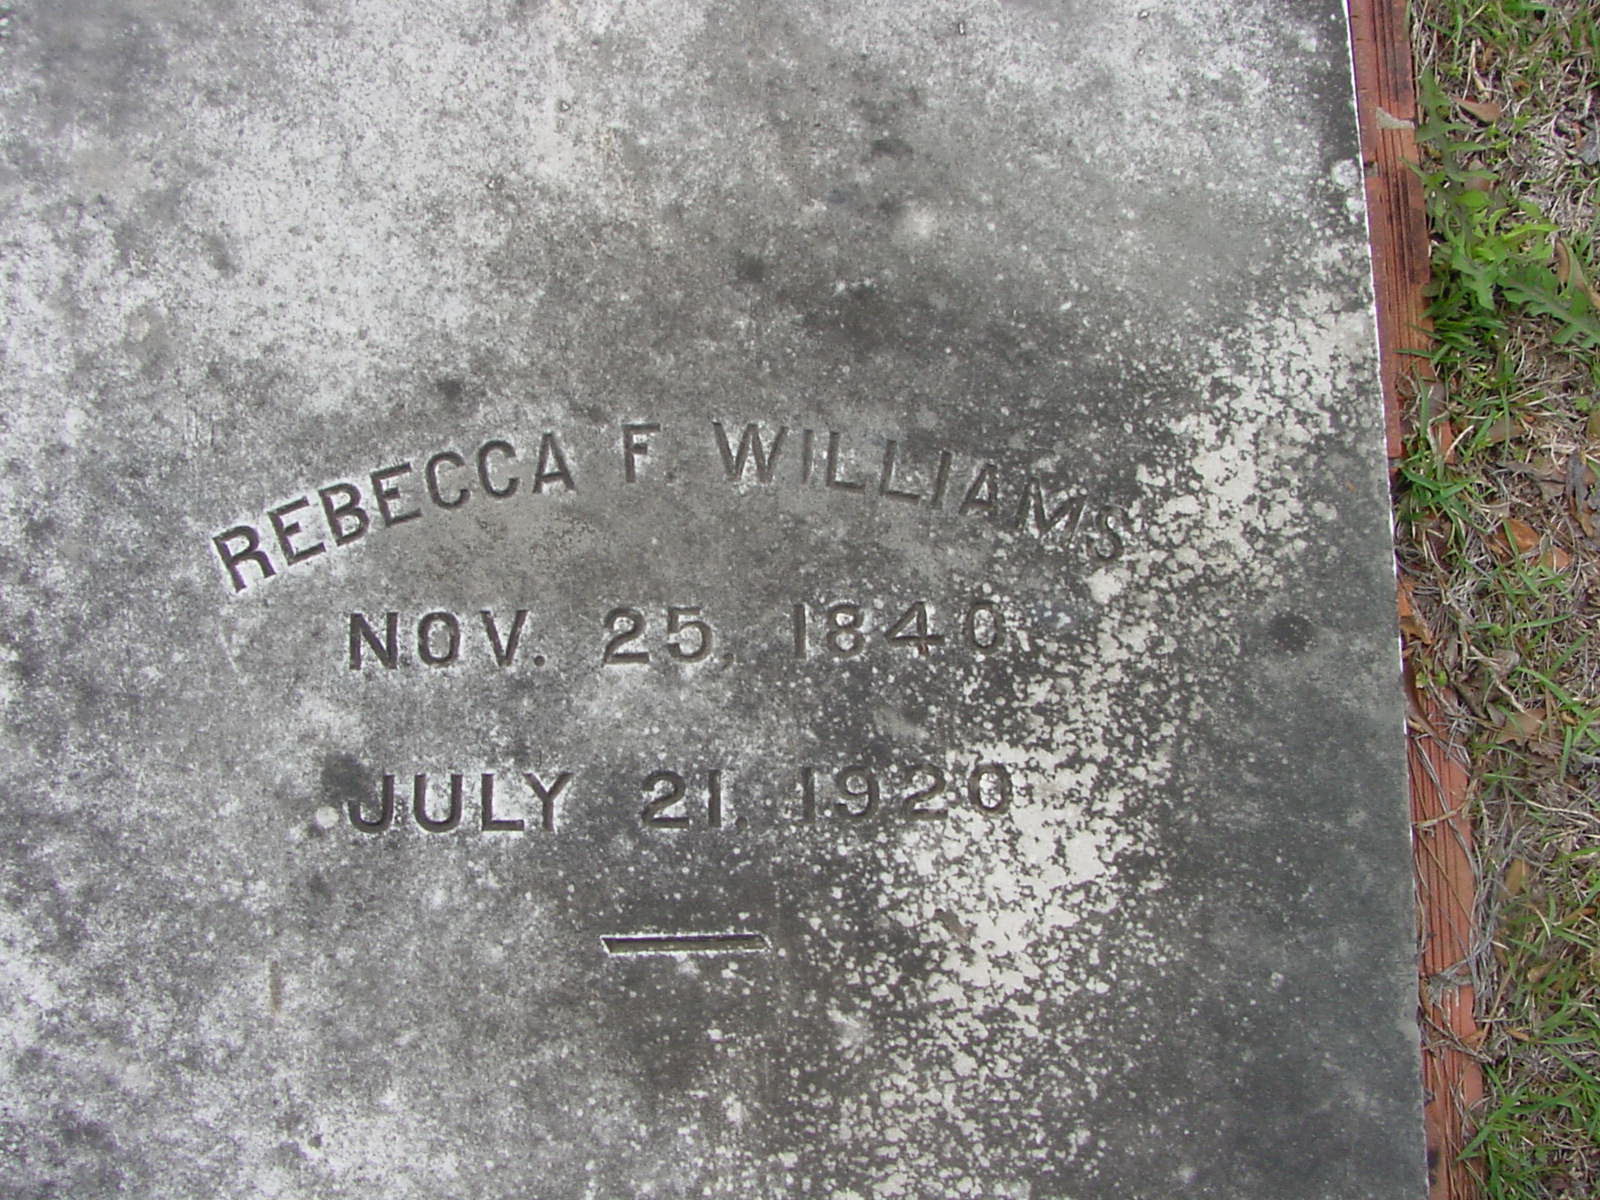 REBECCA F. WILLIAMS
NOV. 25, 1840
JULY 21, 1920